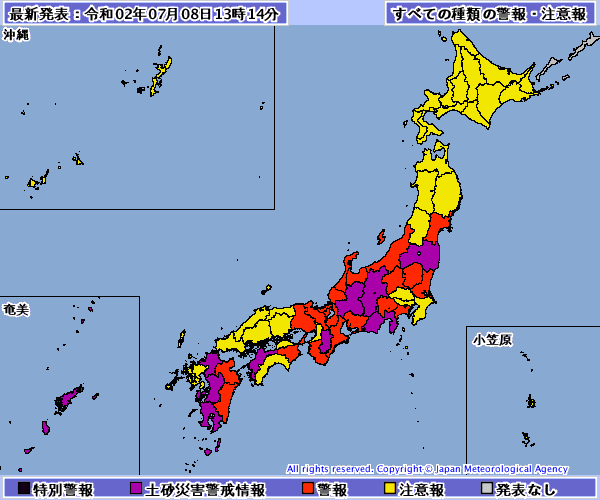 最新発表：令和02年07月08日13時14分
すべての種類の警報・注意報
沖縄
奄美
小笠原
All rights reserved. Copyright © Japan Meteorological Agency
特別警報 土砂災害警戒情報 警報 注意報 発表なし